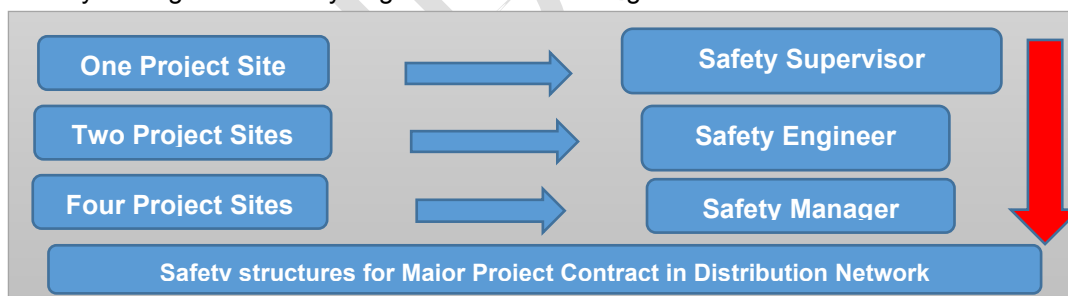 One Project Site
Safety Supervisor
Two Project Sites
Safety Engineer
Four Project Sites
Safety Manager
Safety structures for Major Project Contract in Distribution Network